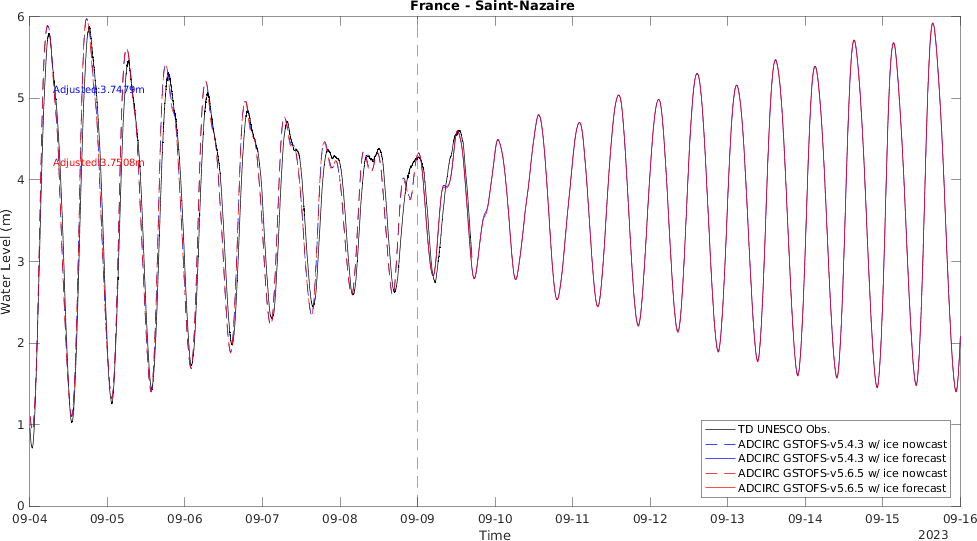 France - Saint-Nazaire
6
5
4
3
2
1
0
Water Level (m)
Adjusted:3.7479m
Adjusted:3.7508m
TD UNESCO Obs.
ADCIRC GSTOFS-v5.4.3 w/ ice nowcast
ADCIRC GSTOFS-v5.4.3 w/ ice forecast
ADCIRC GSTOFS-v5.6.5 w/ ice nowcast
ADCIRC GSTOFS-v5.6.5 w/ ice forecast
09-04 09-05 09-06 09-07 09-08 09-09 09-10 09-11 09-12 09-13 09-14 09-15 09-16
Time
2023